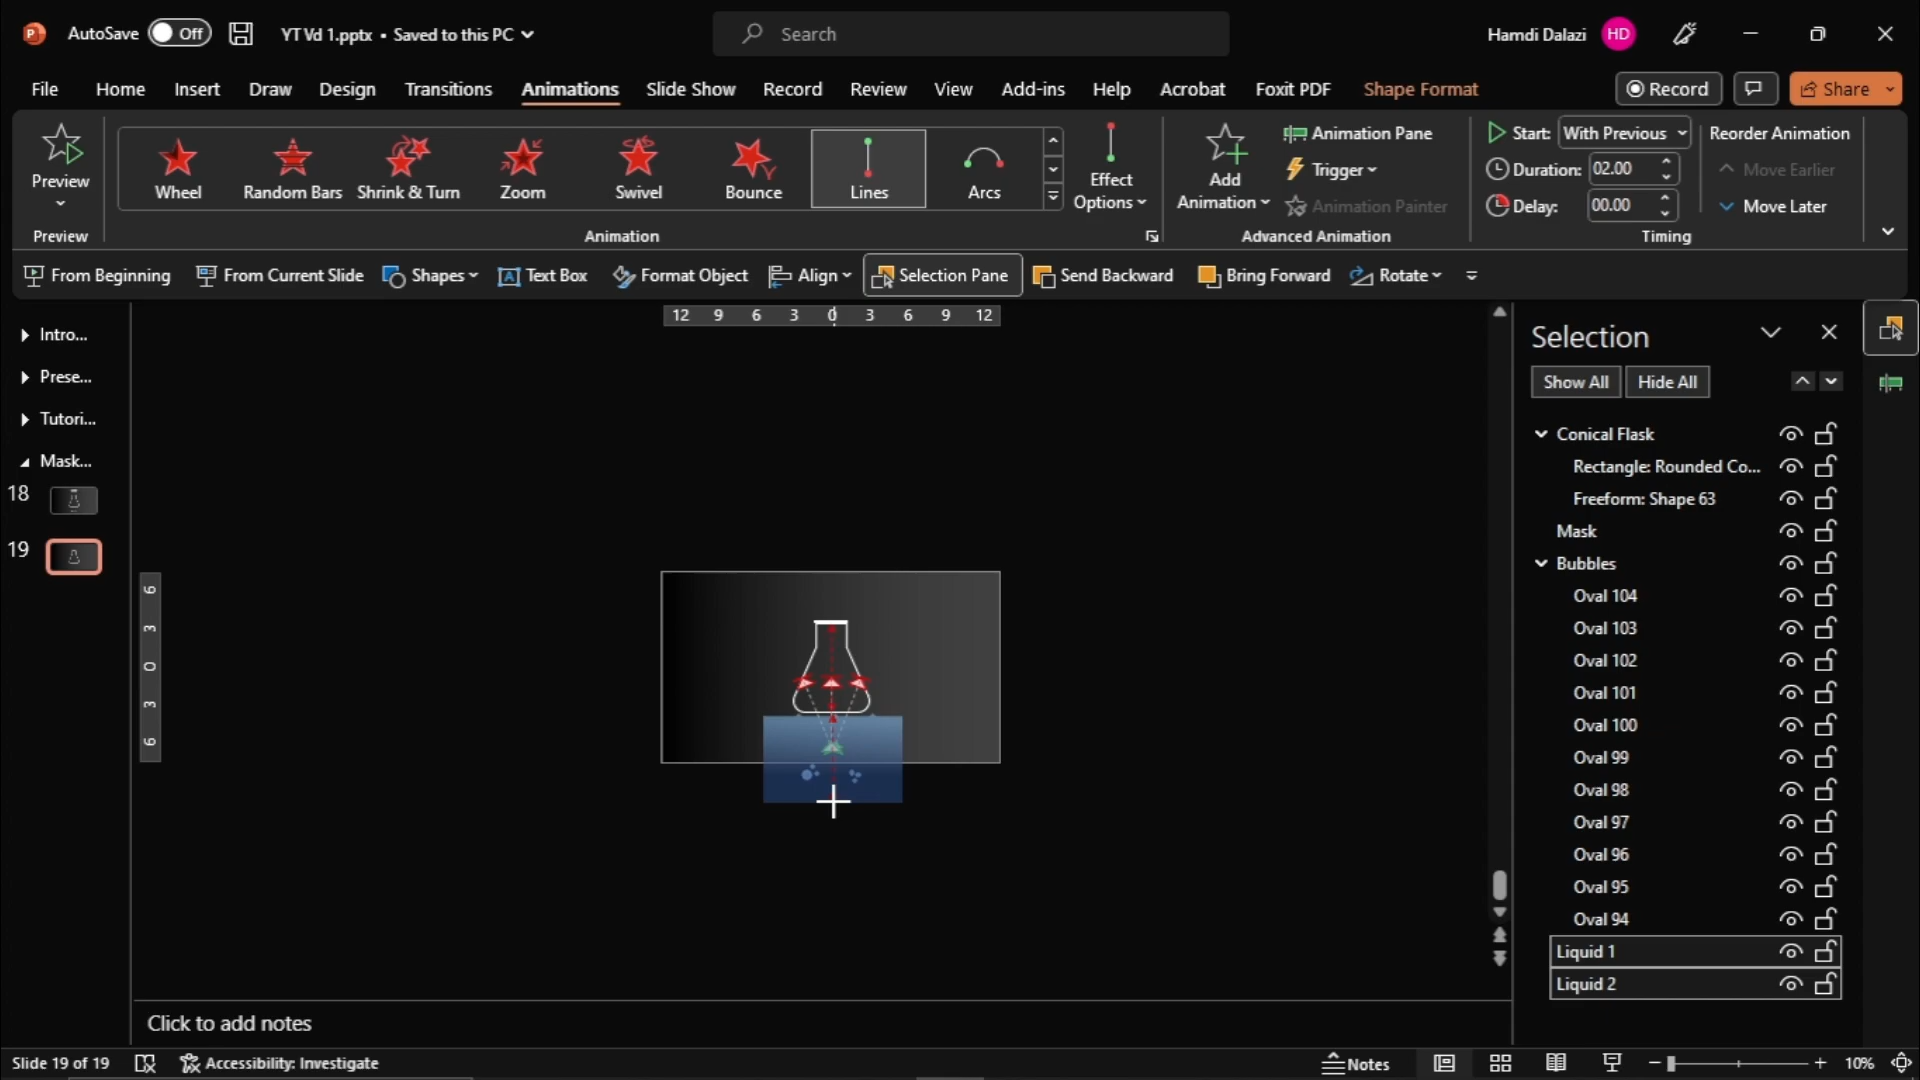 AutoSave Off YT Vd 1.pptx • Saved to this PC Search Hamdi Dalazi HD
File Home Insert Draw Design Transitions Animations Slide Show Record Review View Add-ins Help Acrobat Foxit PDF Shape Format Record Share
Preview
Wheel Random Bars Shrink & Turn Zoom Swivel Bounce Lines Arcs
Effect Options
Add Animation
Animation Pane
Trigger
Animation Painter
Start: With Previous
Duration: 02.00
Delay: 00.00
Reorder Animation
Move Earlier
Move Later
Preview Animation Advanced Animation Timing
From Beginning From Current Slide Shapes Text Box Format Object Align Selection Pane Send Backward Bring Forward Rotate
12 9 6 3 0 3 6 9 12
Intro...
Prese...
Tutori...
Mask...
18
19
6
3
0
3
6
Selection
Show All Hide All
Conical Flask
Rectangle: Rounded Co...
Freeform: Shape 63
Mask
Bubbles
Oval 104
Oval 103
Oval 102
Oval 101
Oval 100
Oval 99
Oval 98
Oval 97
Oval 96
Oval 95
Oval 94
Liquid 1
Liquid 2
Click to add notes
Slide 19 of 19 Accessibility: Investigate Notes 10%